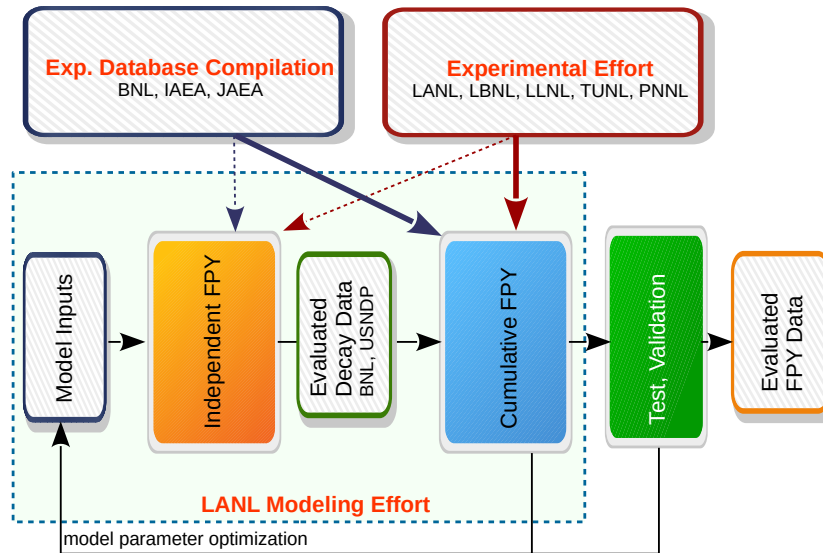 Exp. Database Compilation
BNL, IAEA, JAEA
Experimental Effort
LANL, LBNL, LLNL, TUNL, PNNL
Model Inputs
Independent FPY
Evaluated
Decay Data
BNL, USNDP
Cumulative FPY
Test, Validation
Evaluated
FPY Data
LANL Modeling Effort
model parameter optimization